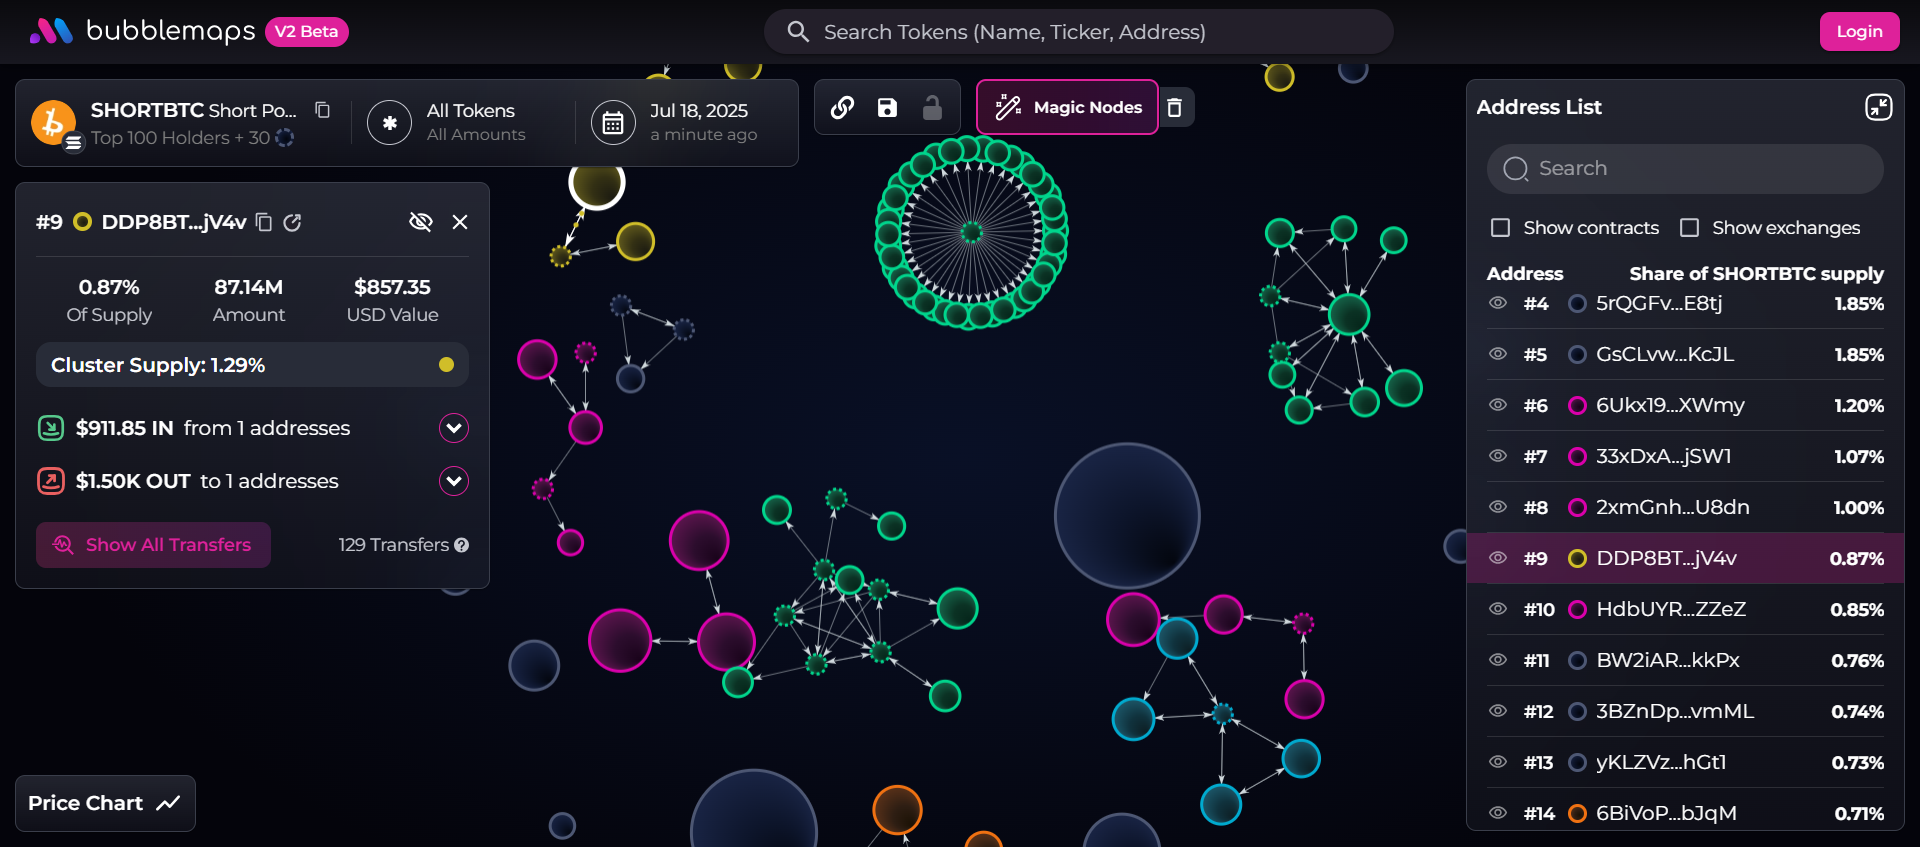 bubblemaps V2 Beta
Search Tokens (Name, Ticker, Address)
Login
SHORTBTC Short Po...
Top 100 Holders + 30
All Tokens
All Amounts
Jul 18, 2025
a minute ago
Magic Nodes
#9 DDP8BT...jV4v
0.87% 87.14M $857.35
Of Supply Amount USD Value
Cluster Supply: 1.29%
$911.85 IN from 1 addresses
$1.50K OUT to 1 addresses
Show All Transfers 129 Transfers ?
Price Chart
Address List
Search
Show contracts Show exchanges
Address Share of SHORTBTC supply
#4 5rQGFv...E8tj 1.85%
#5 GsCLvw...KcJL 1.85%
#6 6Ukx19...XWmy 1.20%
#7 33xDxA...jSW1 1.07%
#8 2xmGnh...U8dn 1.00%
#9 DDP8BT...jV4v 0.87%
#10 HdbUYR...ZZeZ 0.85%
#11 BW2iAR...kkPx 0.76%
#12 3BZnDp...vmML 0.74%
#13 yKLZVz...hGt1 0.73%
#14 6BiVoP...bJqM 0.71%